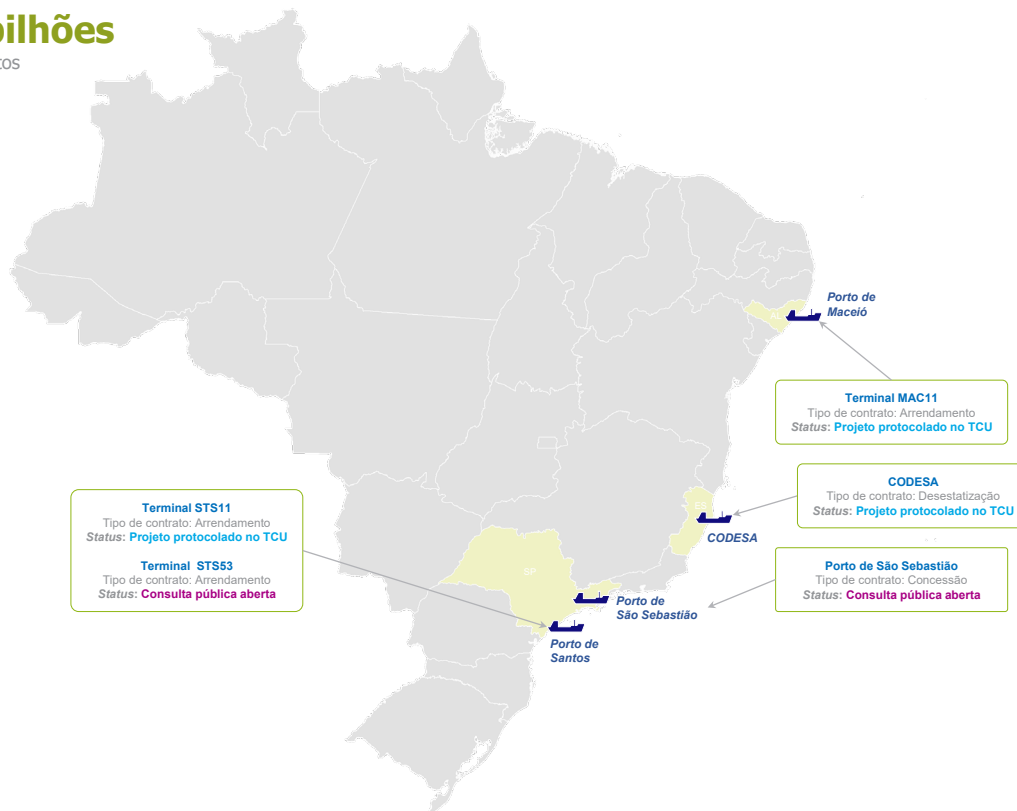 bilhões
tos
Porto de
Maceió
AL
Terminal MAC11
Tipo de contrato: Arrendamento
Status: Projeto protocolado no TCU
CODESA
Tipo de contrato: Desestatização
Status: Projeto protocolado no TCU
ES
CODESA
Terminal STS11
Tipo de contrato: Arrendamento
Status: Projeto protocolado no TCU
Terminal STS53
Tipo de contrato: Arrendamento
Status: Consulta pública aberta
SP
Porto de São Sebastião
Tipo de contrato: Concessão
Status: Consulta pública aberta
Porto de
São Sebastião
Porto de
Santos